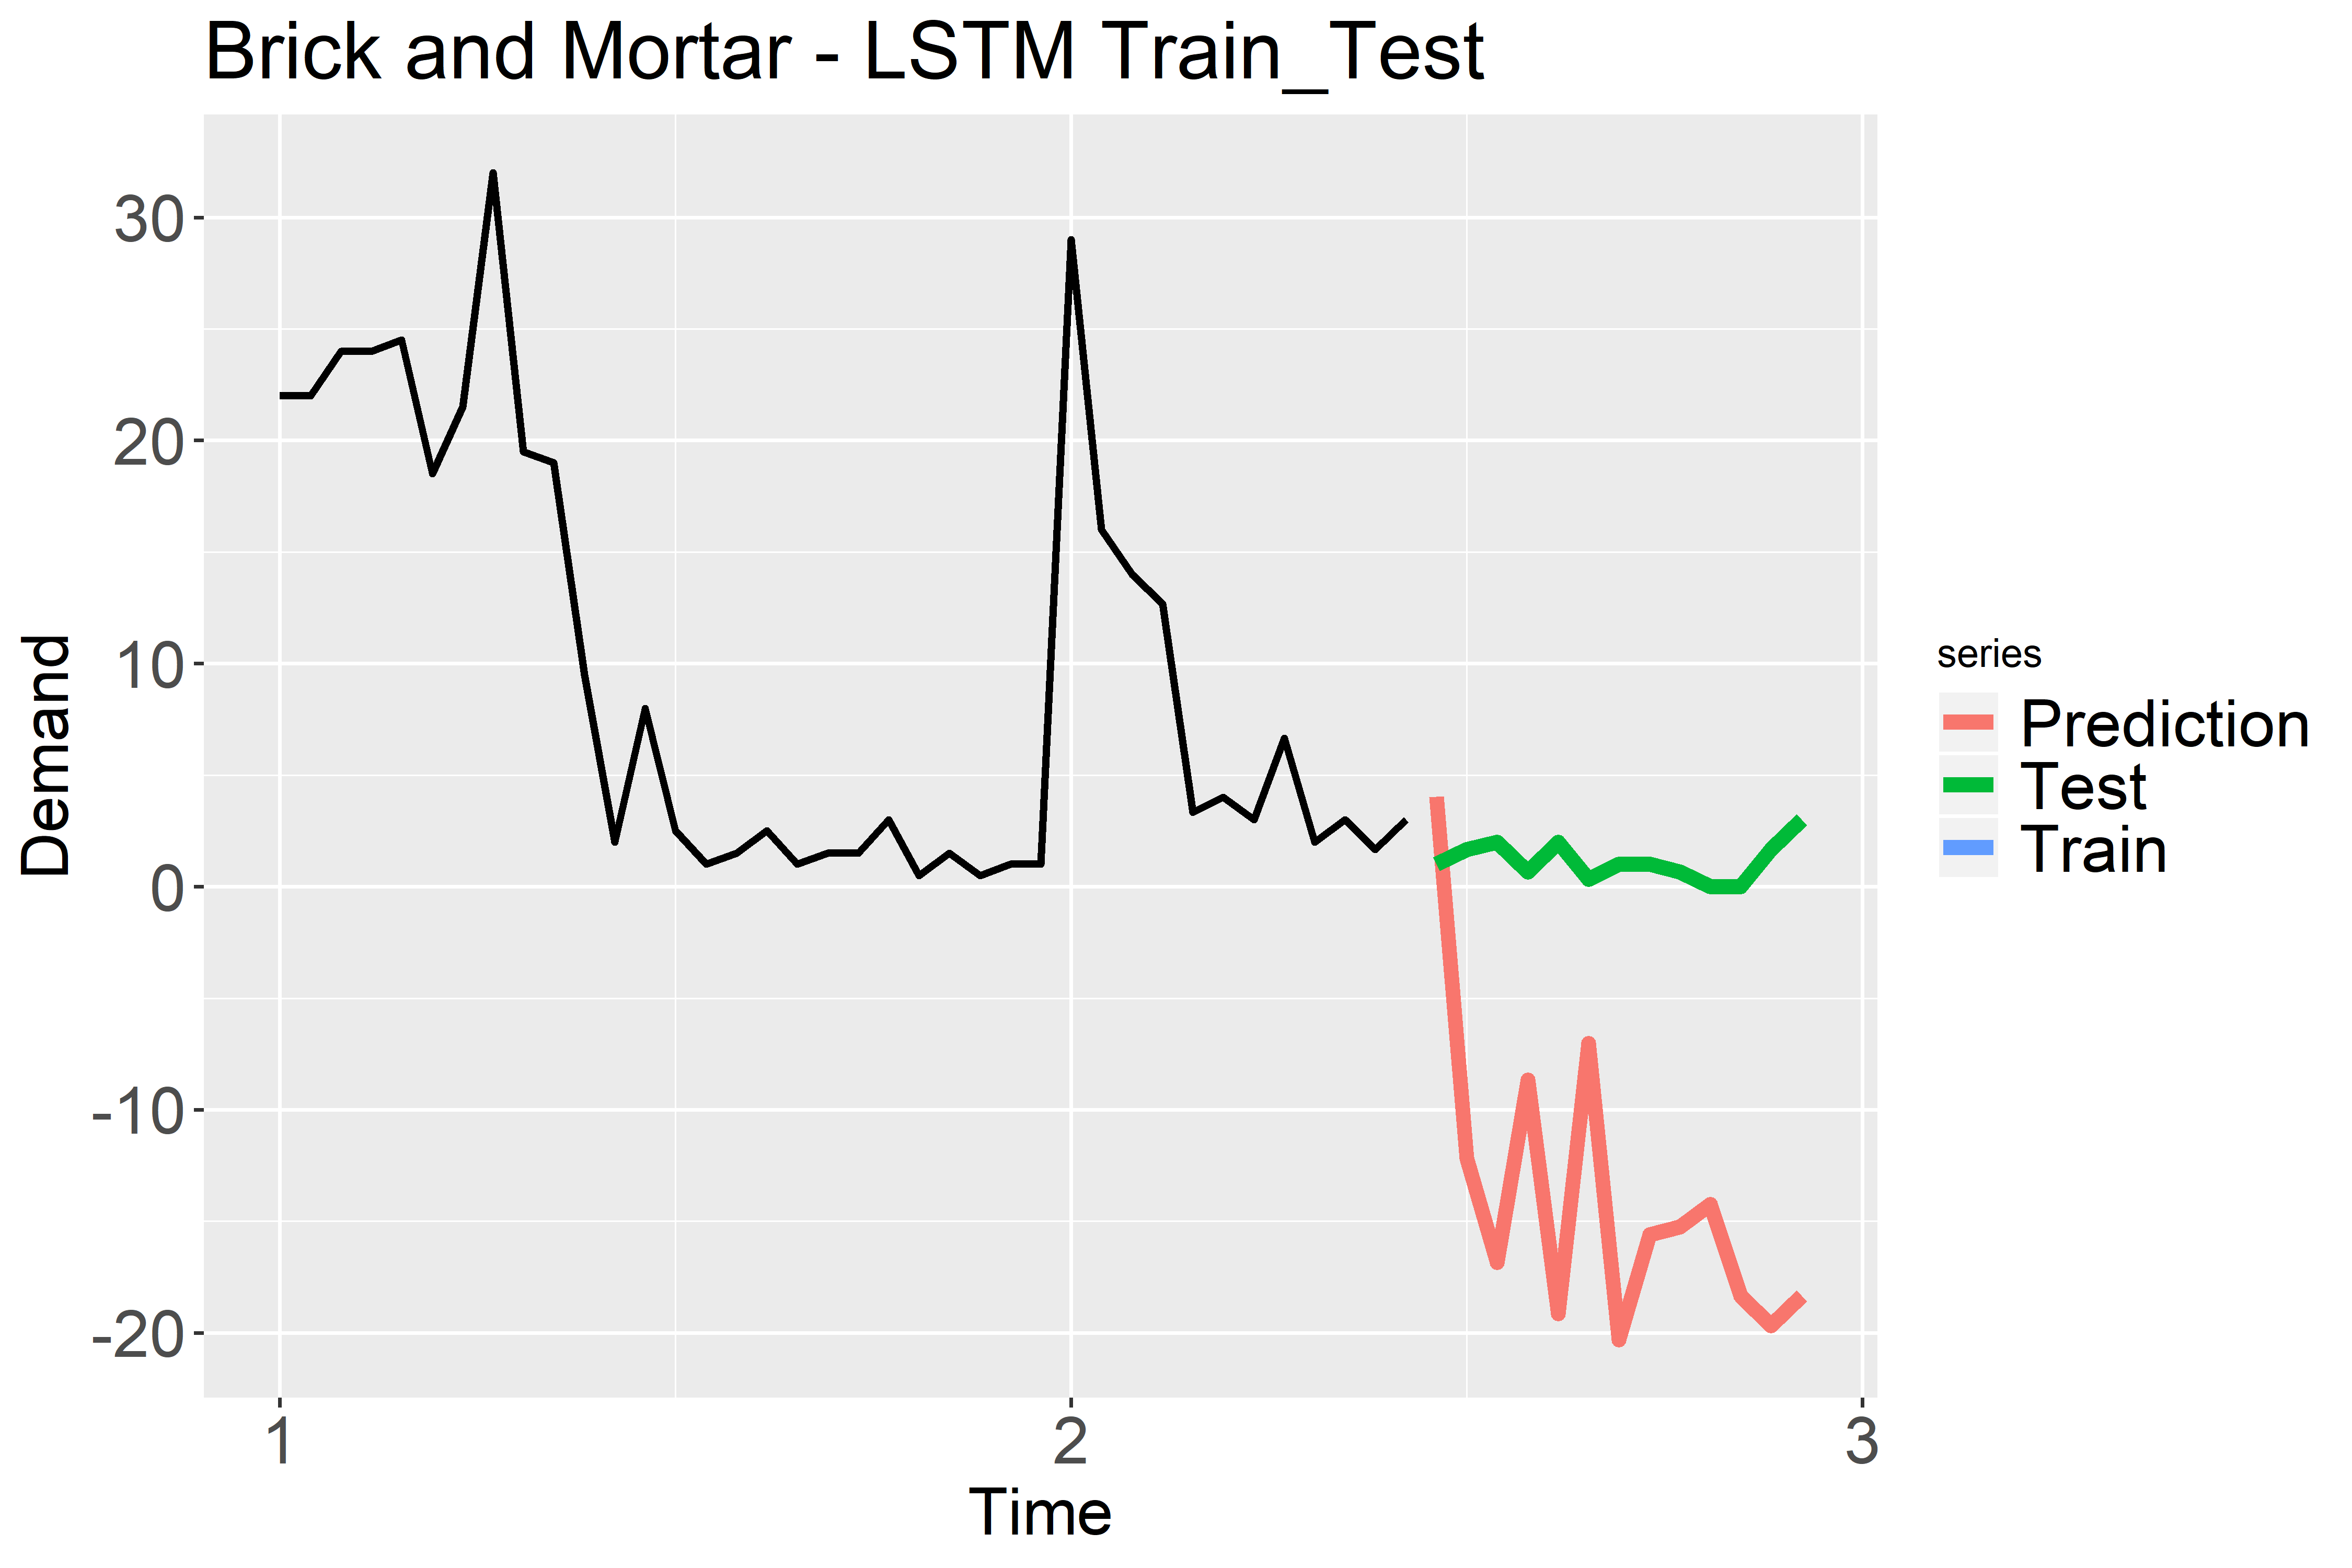 Brick and Mortar - LSTM Train_Test
Demand
30
20
10
0
-10
-20
1
2
3
Time
series
Prediction
Test
Train